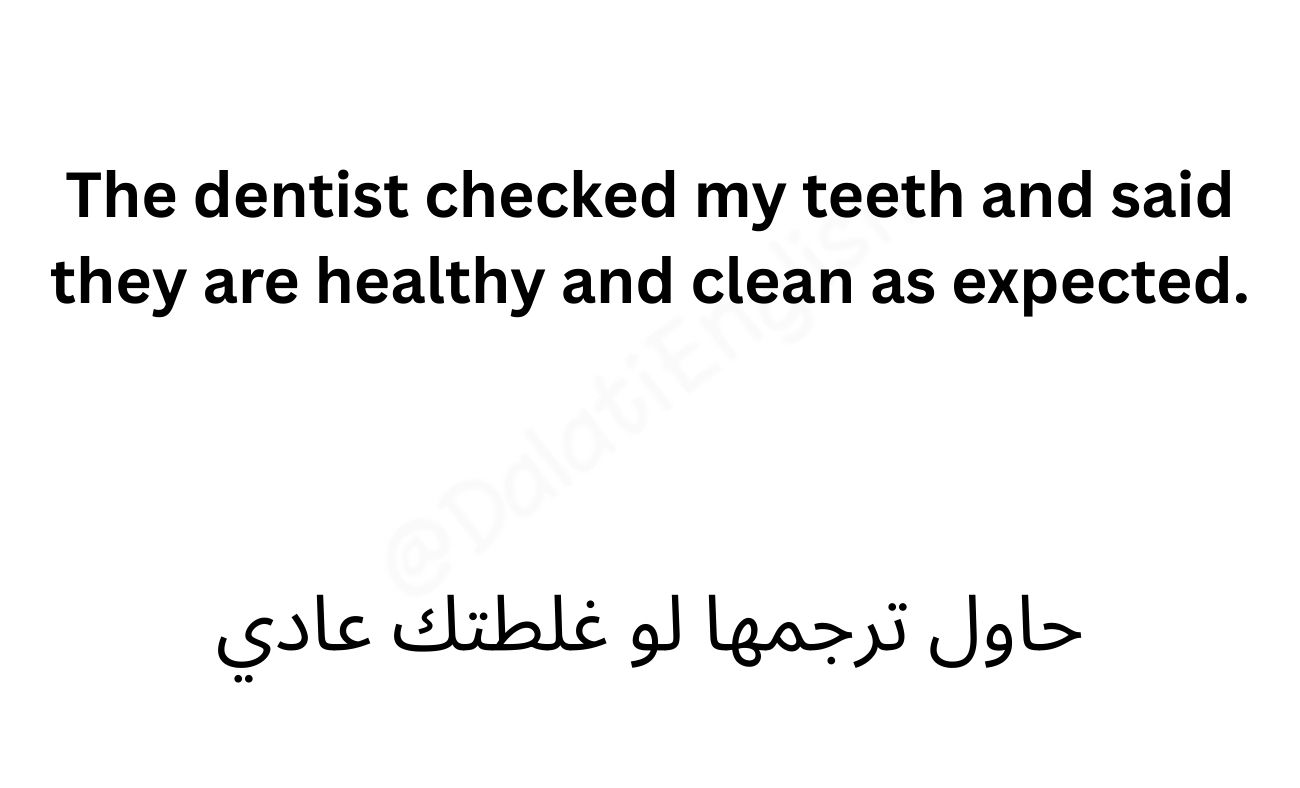 The dentist checked my teeth and said
they are healthy and clean as expected.
@DalatiEnglish
حاول ترجمها لو غلطتك عادي